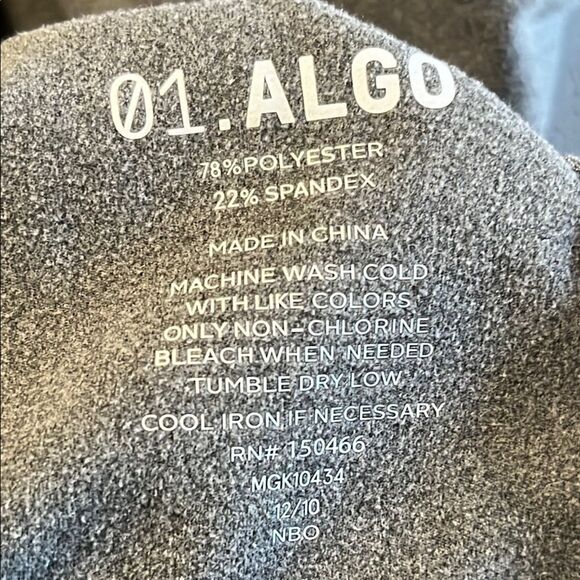 01.ALGO
78% POLYESTER
22% SPANDEX
MADE IN CHINA
MACHINE WASH COLD
WITH LIKE COLORS
ONLY NON-CHLORINE
BLEACH WHEN NEEDED
TUMBLE DRY LOW
COOL IRON IF NECESSARY
RN# 150466
MGK10434
12/10
NBO